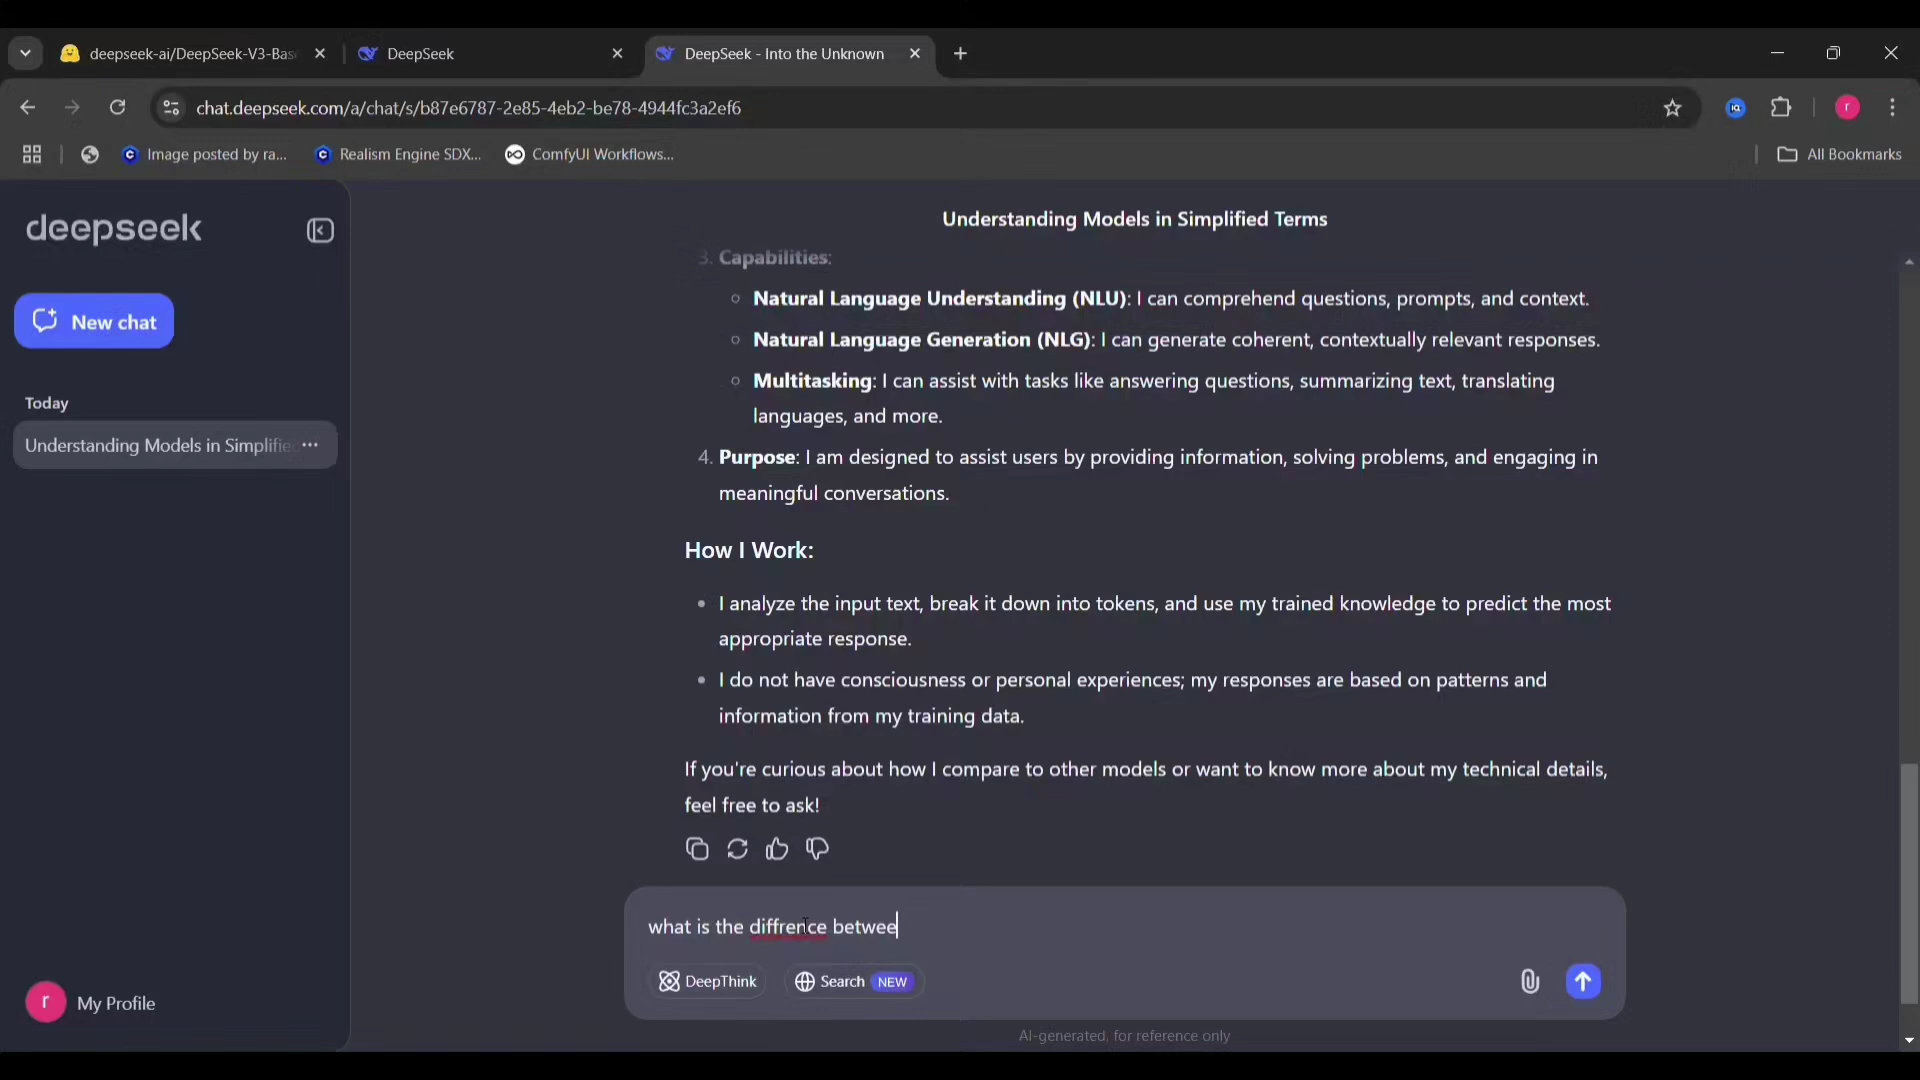 deepseek-ai/DeepSeek-V3-Bas
DeepSeek
DeepSeek - Into the Unknown
chat.deepseek.com/a/chat/s/b87e6787-2e85-4eb2-be78-4944fc3a2ef6
r
Image posted by ra...
Realism Engine SDX...
ComfyUI Workflows...
All Bookmarks
deepseek
New chat
Today
Understanding Models in Simplifie
My Profile
r
Understanding Models in Simplified Terms
3. Capabilities:
Natural Language Understanding (NLU): I can comprehend questions, prompts, and context.
Natural Language Generation (NLG): I can generate coherent, contextually relevant responses.
Multitasking: I can assist with tasks like answering questions, summarizing text, translating
languages, and more.
4. Purpose: I am designed to assist users by providing information, solving problems, and engaging in
meaningful conversations.
How I Work:
I analyze the input text, break it down into tokens, and use my trained knowledge to predict the most
appropriate response.
I do not have consciousness or personal experiences; my responses are based on patterns and
information from my training data.
If you're curious about how I compare to other models or want to know more about my technical details,
feel free to ask!
what is the diffrence betwee
DeepThink
Search NEW
AI-generated, for reference only